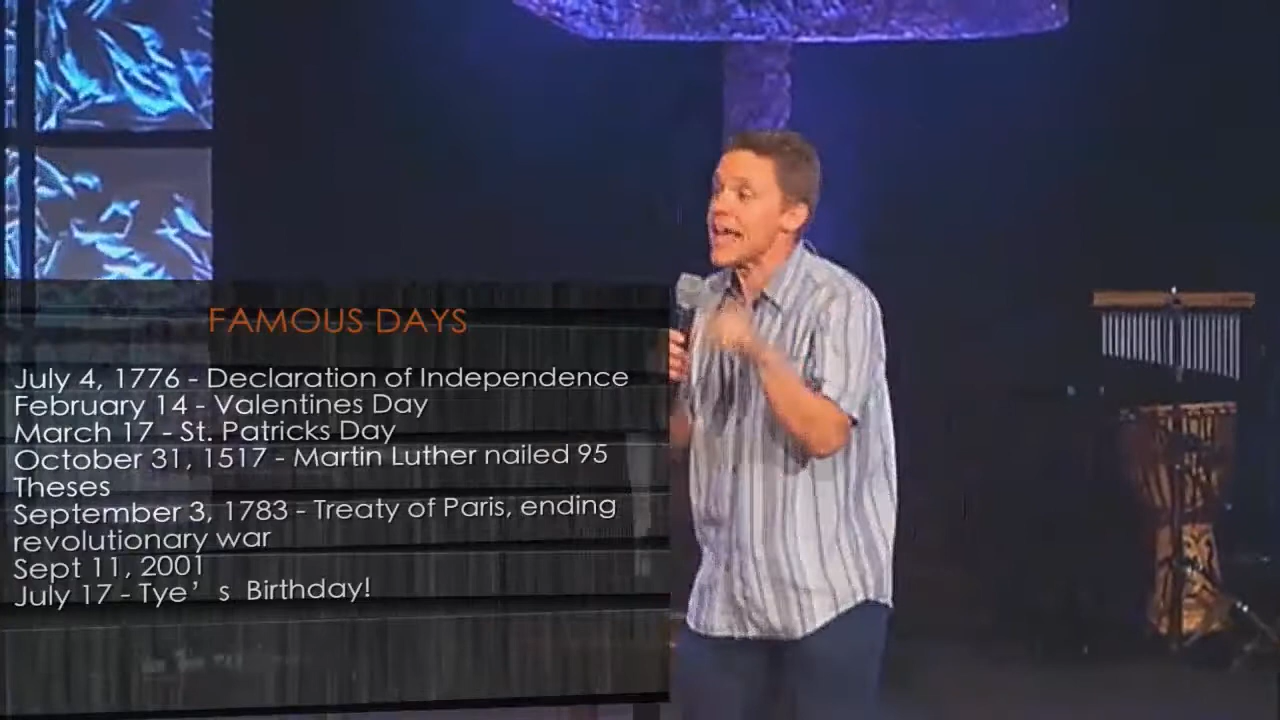 FAMOUS DAYS
July 4, 1776 - Declaration of Independence
February 14 - Valentines Day
March 17 - St. Patricks Day
October 31, 1517 - Martin Luther nailed 95
Theses
September 3, 1783 - Treaty of Paris, ending
revolutionary war
Sept 11, 2001
July 17 - Tye’ s Birthday!